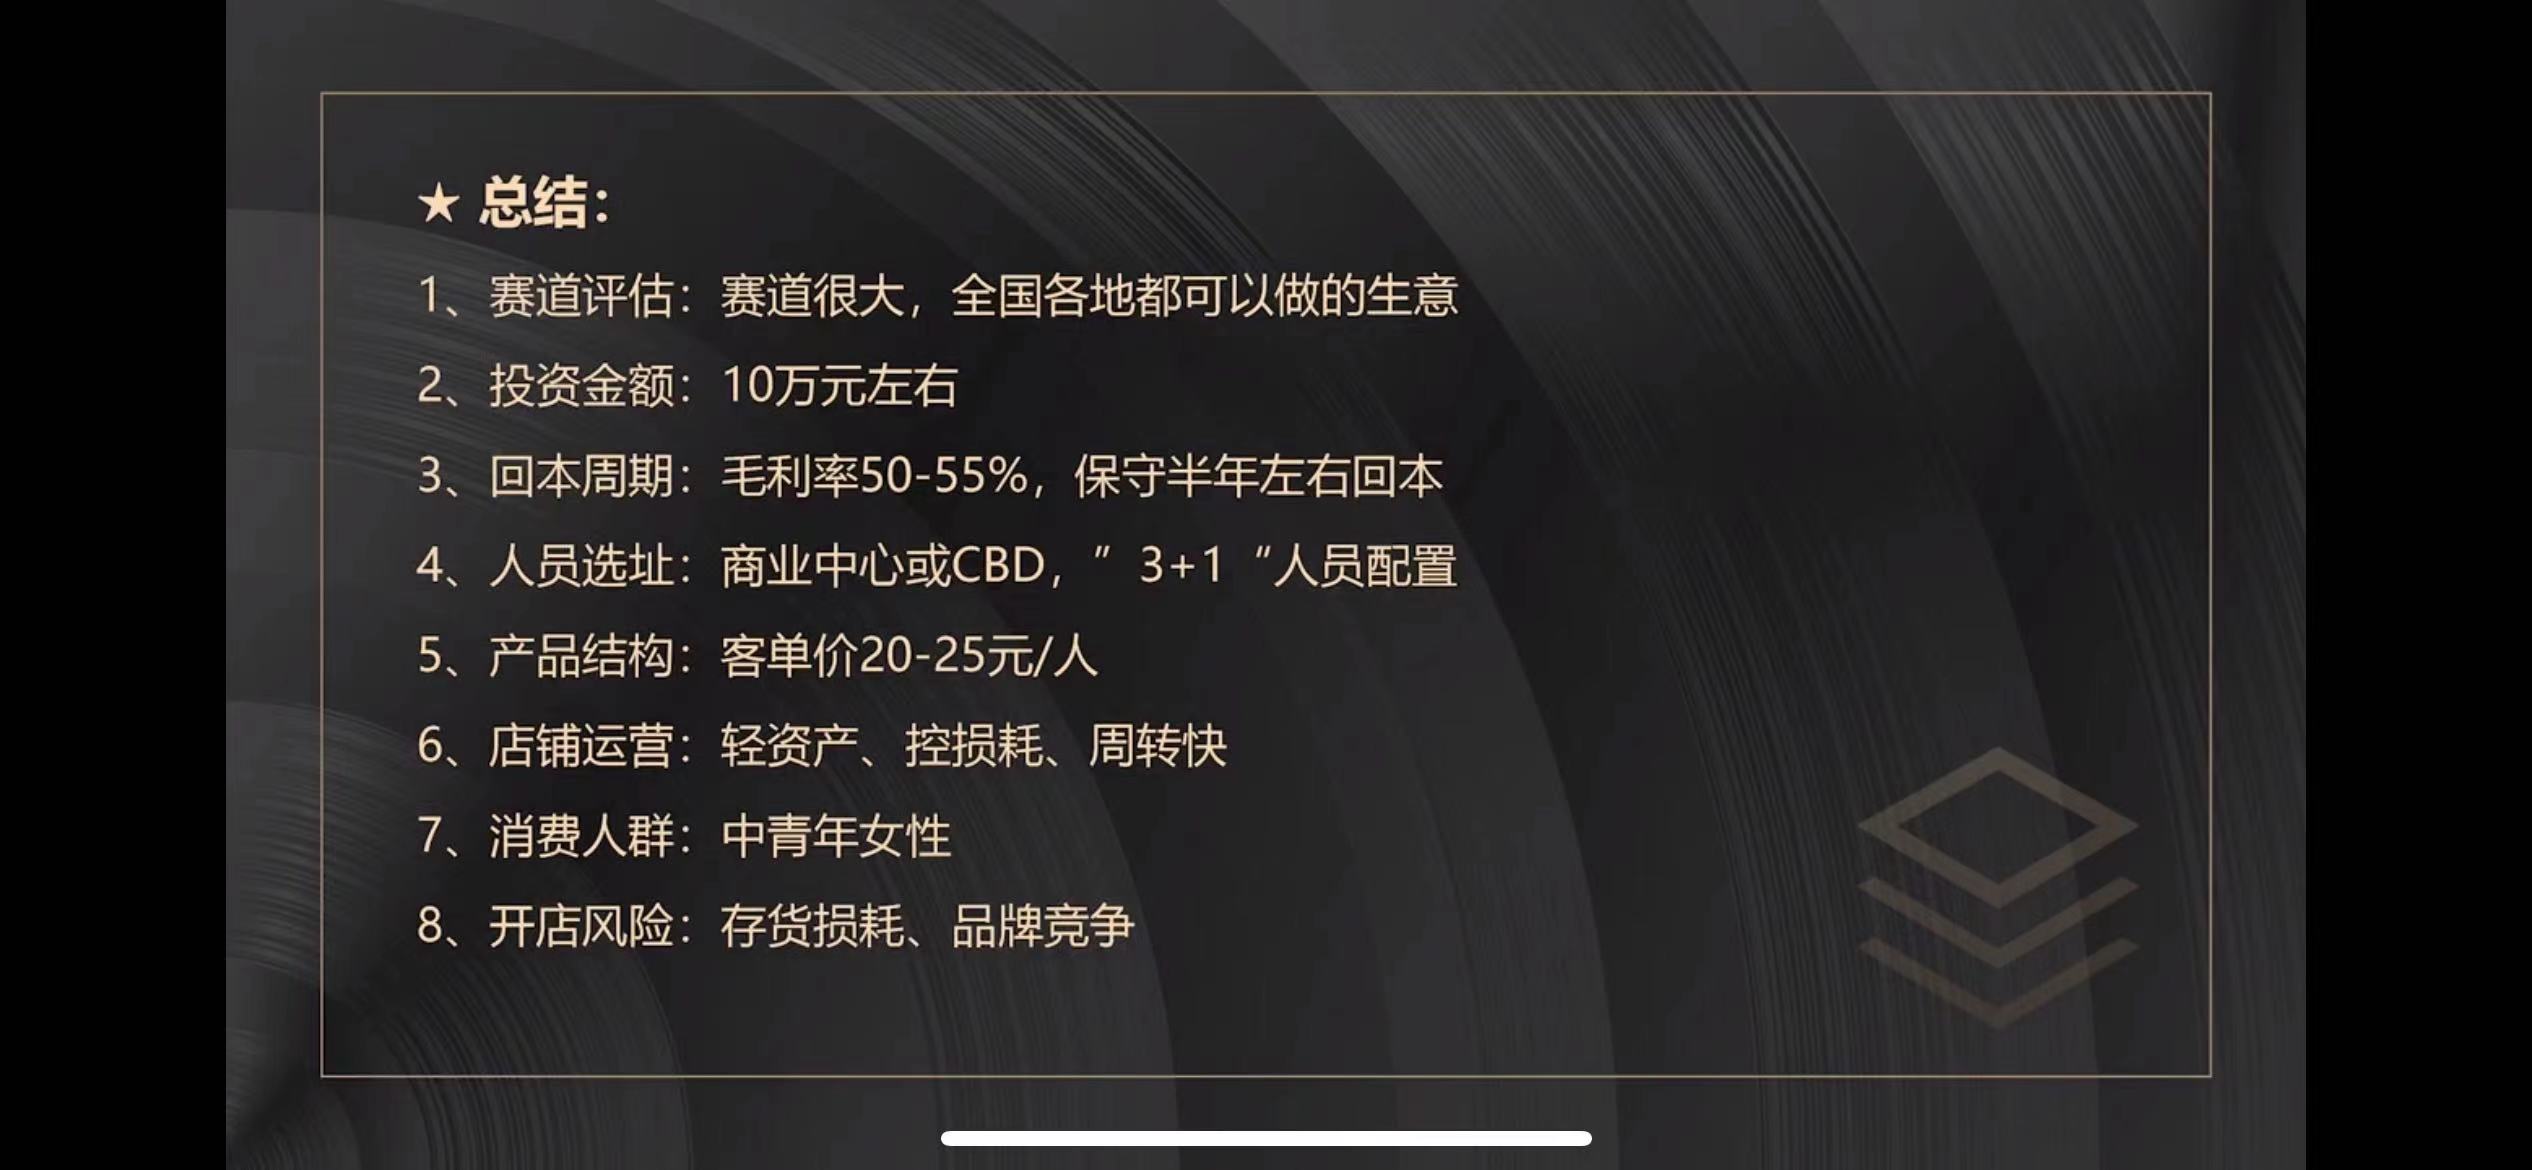 ★ 总结：
1、赛道评估：赛道很大，全国各地都可以做的生意
2、投资金额：10万元左右
3、回本周期：毛利率50-55%，保守半年左右回本
4、人员选址：商业中心或CBD，”3+1“人员配置
5、产品结构：客单价20-25元/人
6、店铺运营：轻资产、控损耗、周转快
7、消费人群：中青年女性
8、开店风险：存货损耗、品牌竞争